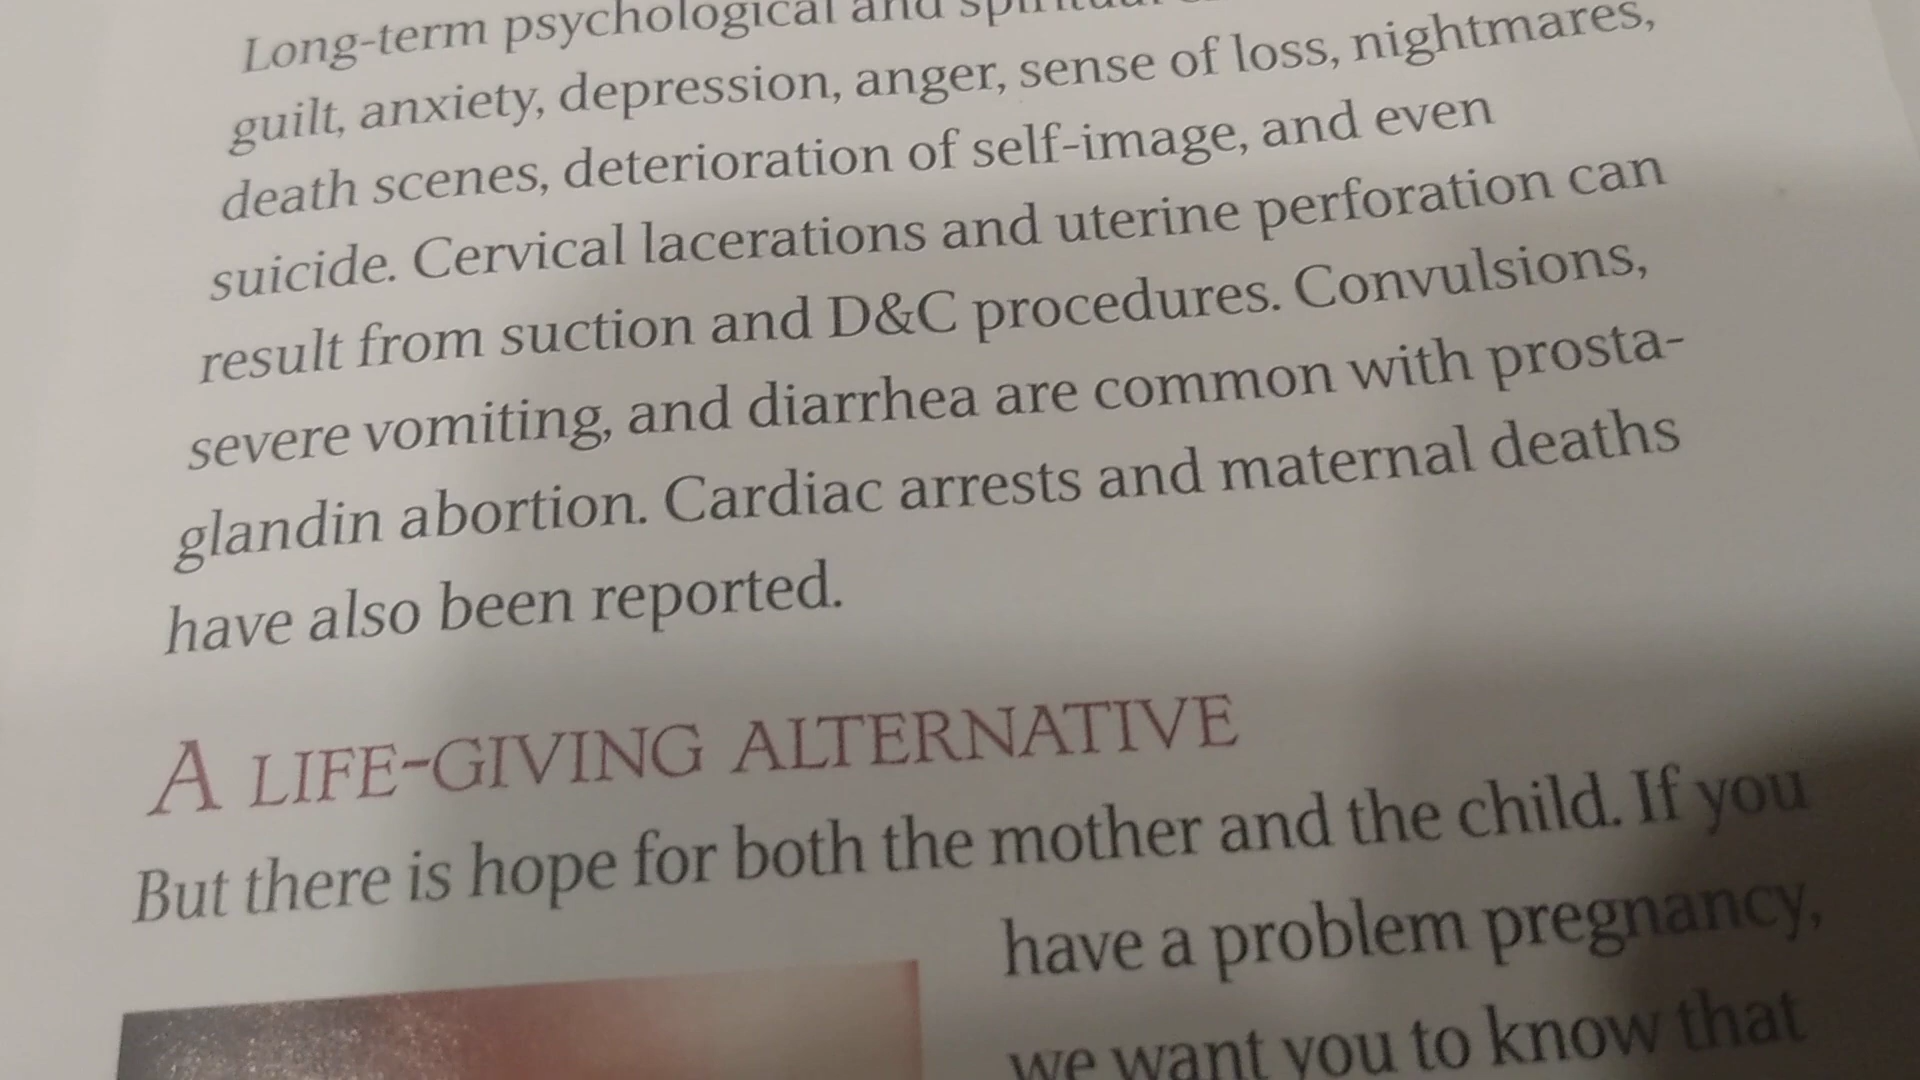 Long-term psychological and
guilt, anxiety, depression, anger, sense of loss, nightmares,
death scenes, deterioration of self-image, and even
suicide. Cervical lacerations and uterine perforation can
result from suction and D&C procedures. Convulsions,
severe vomiting, and diarrhea are common with prosta-
glandin abortion. Cardiac arrests and maternal deaths
have also been reported.
A LIFE-GIVING ALTERNATIVE
But there is hope for both the mother and the child. If you
have a problem pregnancy,
we want you to know that